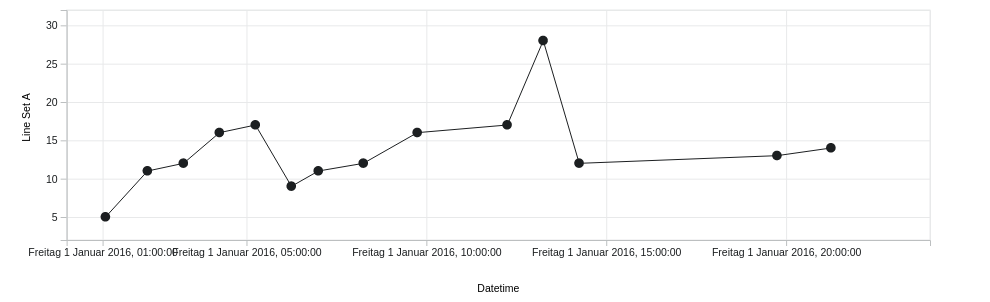 30
25
20
15
10
5
Line Set A
Freitag 1 Januar 2016, 01:00:00 Freitag 1 Januar 2016, 05:00:00 Freitag 1 Januar 2016, 10:00:00 Freitag 1 Januar 2016, 15:00:00 Freitag 1 Januar 2016, 20:00:00
Datetime